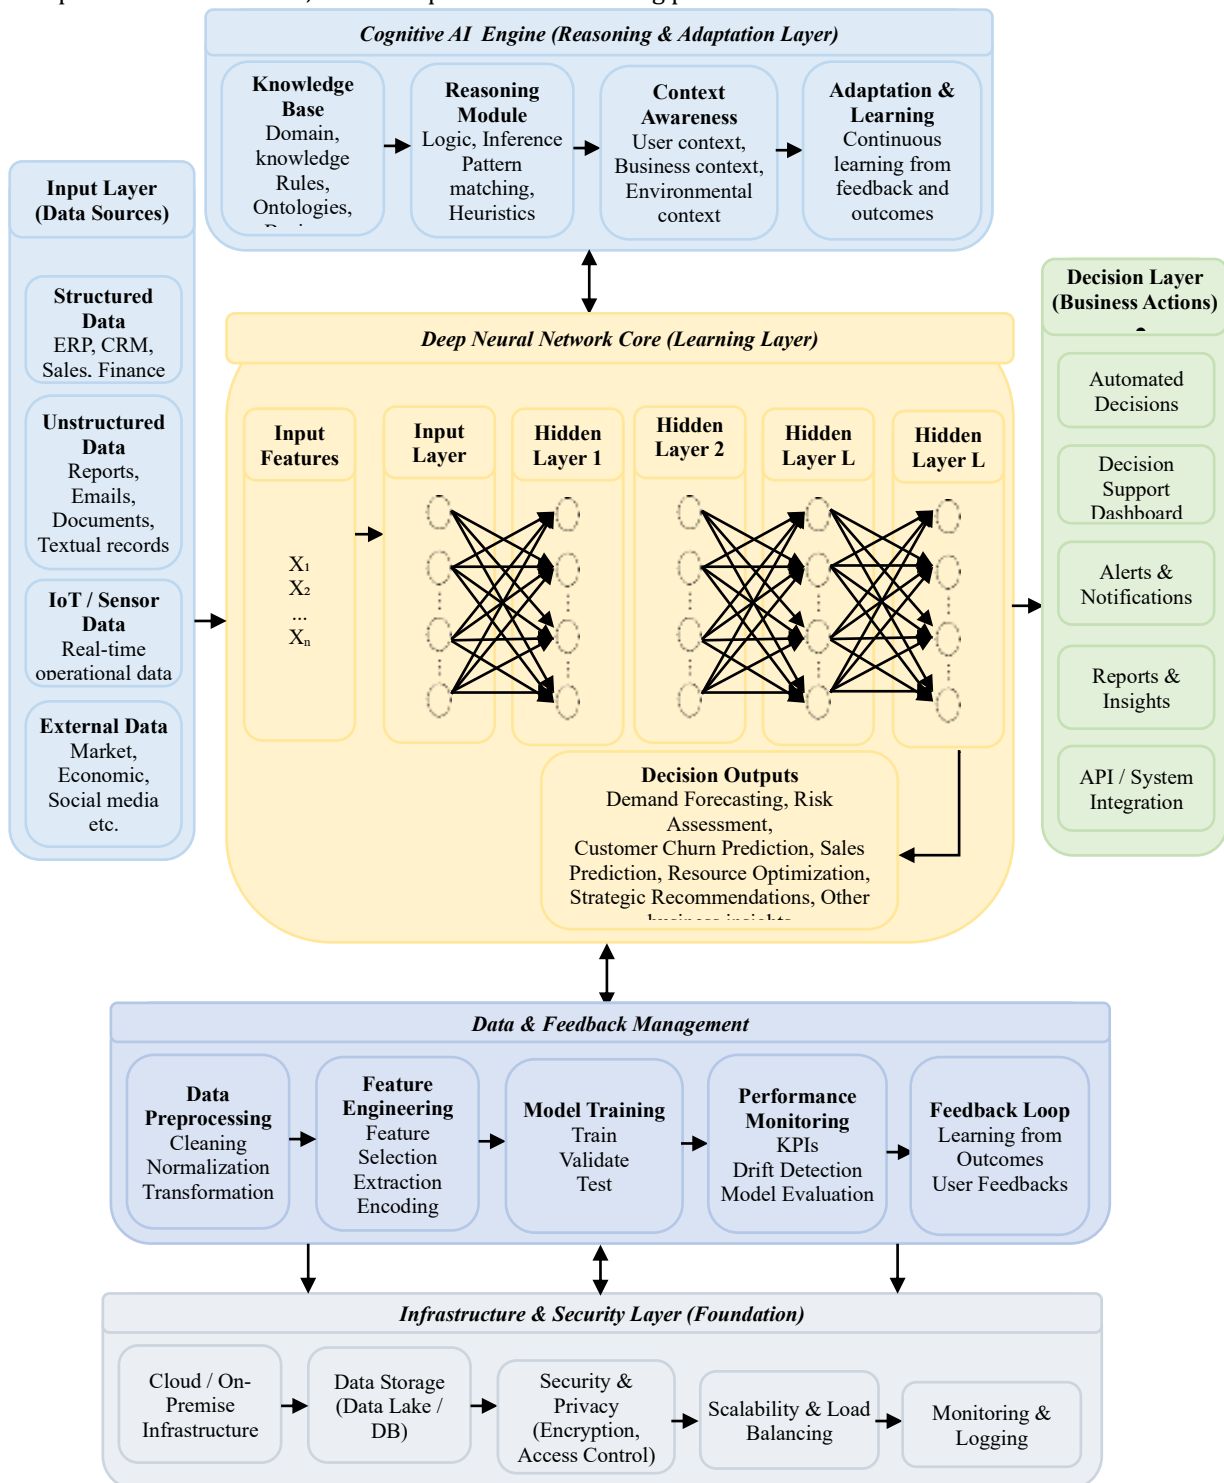 Cognitive AI Engine (Reasoning & Adaptation Layer)
Knowledge
Base
Domain,
knowledge
Rules,
Ontologies,
Reasoning
Module
Logic, Inference
Pattern
matching,
Heuristics
Context
Awareness
User context,
Business context,
Environmental
context
Adaptation &
Learning
Continuous
learning from
feedback and
outcomes
Input Layer
(Data Sources)
Structured
Data
ERP, CRM,
Sales, Finance
Unstructured
Data
Reports,
Emails,
Documents,
Textual records
IoT / Sensor
Data
Real-time
operational data
External Data
Market,
Economic,
Social media
etc.
Deep Neural Network Core (Learning Layer)
Input
Features
X₁
X₂
...
Xₙ
Input
Layer
Hidden
Layer 1
Hidden
Layer 2
Hidden
Layer L
Hidden
Layer L
Decision Outputs
Demand Forecasting, Risk
Assessment,
Customer Churn Prediction, Sales
Prediction, Resource Optimization,
Strategic Recommendations, Other
business insights
Decision Layer
(Business Actions)
Automated
Decisions
Decision
Support
Dashboard
Alerts &
Notifications
Reports &
Insights
API / System
Integration
Data & Feedback Management
Data
Preprocessing
Cleaning
Normalization
Transformation
Feature
Engineering
Feature
Selection
Extraction
Encoding
Model Training
Train
Validate
Test
Performance
Monitoring
KPIs
Drift Detection
Model Evaluation
Feedback Loop
Learning from
Outcomes
User Feedbacks
Infrastructure & Security Layer (Foundation)
Cloud / On-
Premise
Infrastructure
Data Storage
(Data Lake /
DB)
Security &
Privacy
(Encryption,
Access Control)
Scalability & Load
Balancing
Monitoring &
Logging